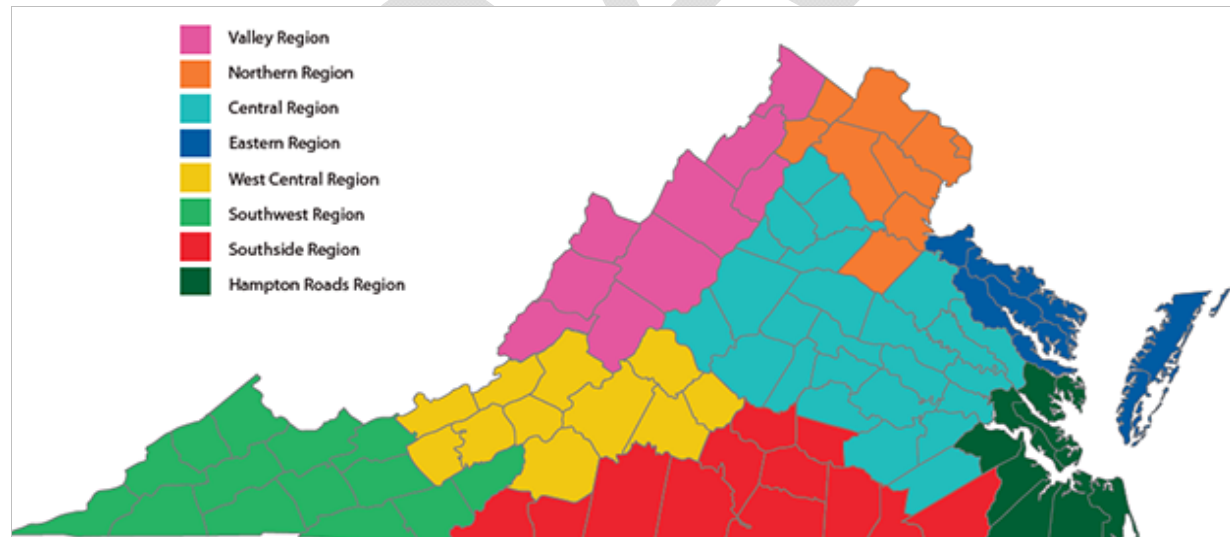 Valley Region
Northern Region
Central Region
Eastern Region
West Central Region
Southwest Region
Southside Region
Hampton Roads Region